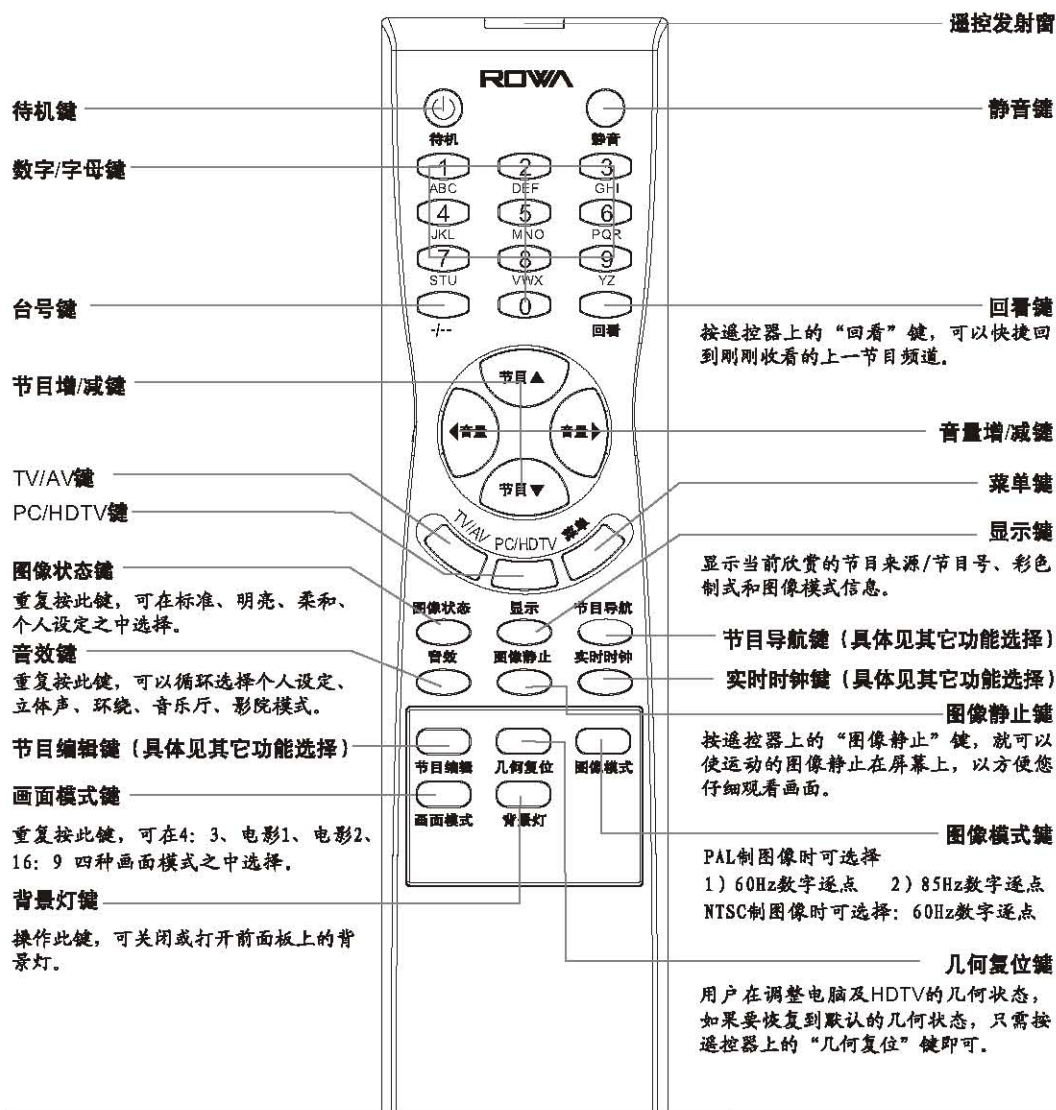 遥控发射窗
ROWA
待机键
静音键
待机
静音
数字/字母键
1 2 3
ABC DEF GHI
4 5 6
JKL MNO PQR
7 8 9
STU VWX YZ
台号键
0
回看键
-/--
回看
按遥控器上的“回看”键,可以快捷回
到刚刚收看的上一节目频道。
节目增/减键
节目▲
◀音量
音量▶
音量增/减键
节目▼
TV/AV键
菜单键
PC/HDTV键
TV/AV PC/HDTV 菜单
显示键
显示当前欣赏的节目来源/节目号、彩色
制式和图像模式信息。
图像状态键
重复按此键,可在标准、明亮、柔和、
个人设定之中选择。
图像状态 显示 节目导航
节目导航键(具体见其它功能选择)
音效键
重复按此键,可以循环选择个人设定、
立体声、环绕、音乐厅、影院模式。
音效 图像静止 实时时钟
实时时钟键(具体见其它功能选择)
图像静止键
按遥控器上的“图像静止”键,就可以
使运动的图像静止在屏幕上,以方便您
仔细观看画面。
节目编辑键(具体见其它功能选择)
节目编辑 几何复位 图像模式
画面模式键
重复按此键,可在4:3、电影1、电影2、
16:9 四种画面模式之中选择。
画面模式 背景灯
图像模式键
PAL制图像时可选择
1)60Hz数字逐点 2)85Hz数字逐点
NTSC制图像时可选择:60Hz数字逐点
背景灯键
操作此键,可关闭或打开前面板上的背
景灯。
几何复位键
用户在调整电脑及HDTV的几何状态,
如果要恢复到默认的几何状态,只需按
遥控器上的“几何复位”键即可。